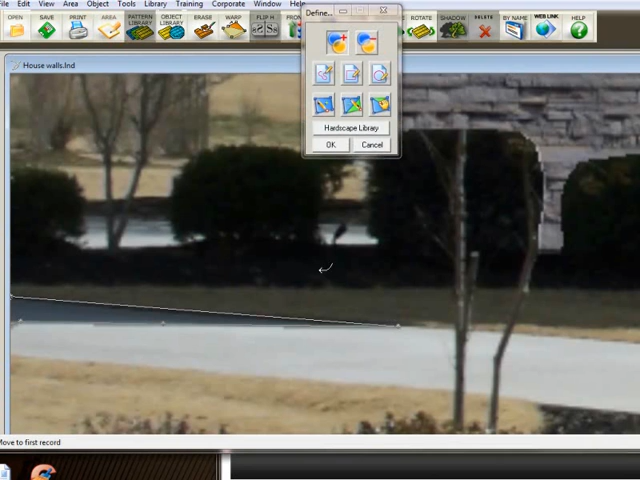 File Edit View Object Tools Library Training Corporate Window Help
Define..
OPEN SAVE PRINT AREA PATTERN LIBRARY OBJECT LIBRARY ERASE WARP FLIP H FRON ROTATE SHADOW DELETE BY NAME WEB LINK HELP
House walls.lnd
Hardscape Library
OK Cancel
Move to first record